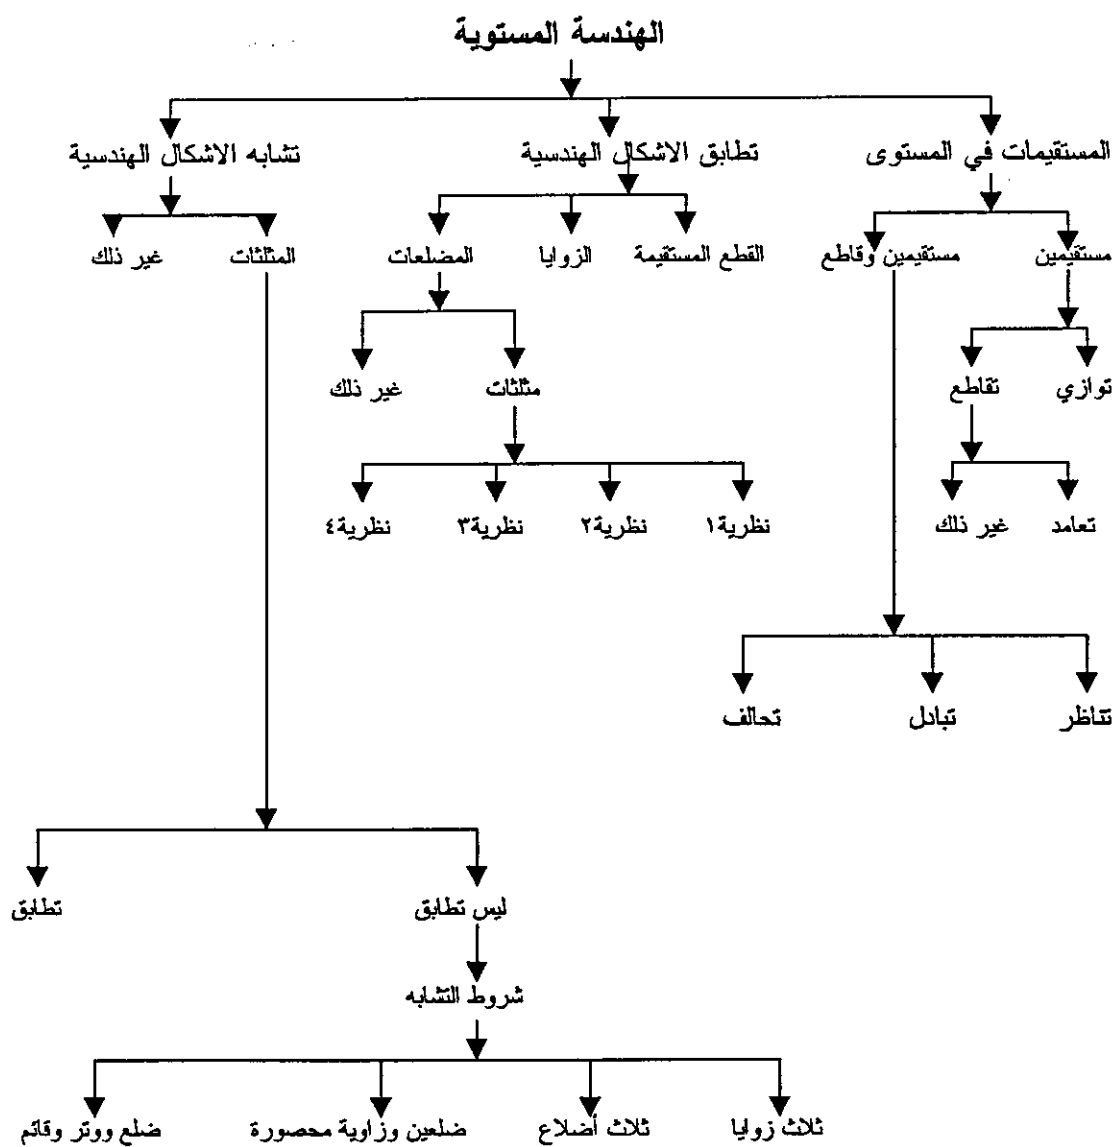 الهندسة المستوية
المستقيمات في المستوى تطابق الاشكال الهندسية تشابه الاشكال الهندسية
مستقيمين مستقيمين وقاطع القطع المستقيمة الزوايا المضلعات المثلثات غير ذلك
توازي تقاطع مثلثات غير ذلك
تعامد غير ذلك نظرية١ نظرية٢ نظرية٣ نظرية٤
تناظر تبادل تحالف
ليس تطابق تطابق
شروط التشابه
ثلاث زوايا ثلاث أضلاع ضلعين وزاوية محصورة ضلع ووتر وقائم